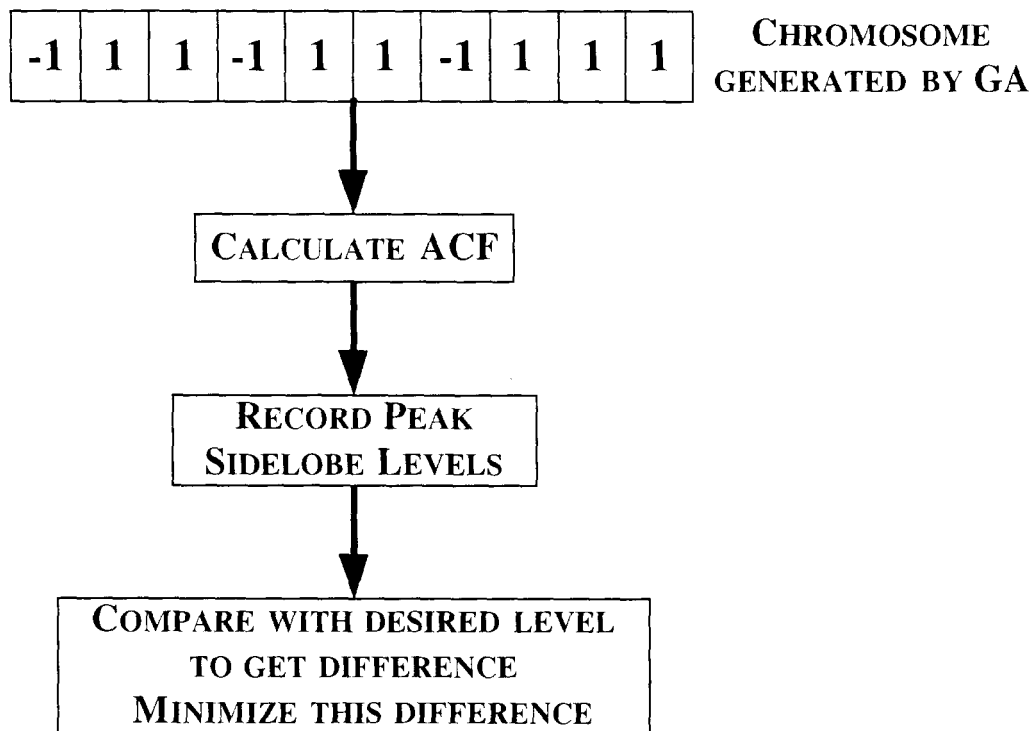 -1 1 1 -1 1 1 -1 1 1 1
CHROMOSOME
GENERATED BY GA
CALCULATE ACF
RECORD PEAK
SIDELOBE LEVELS
COMPARE WITH DESIRED LEVEL
TO GET DIFFERENCE
MINIMIZE THIS DIFFERENCE